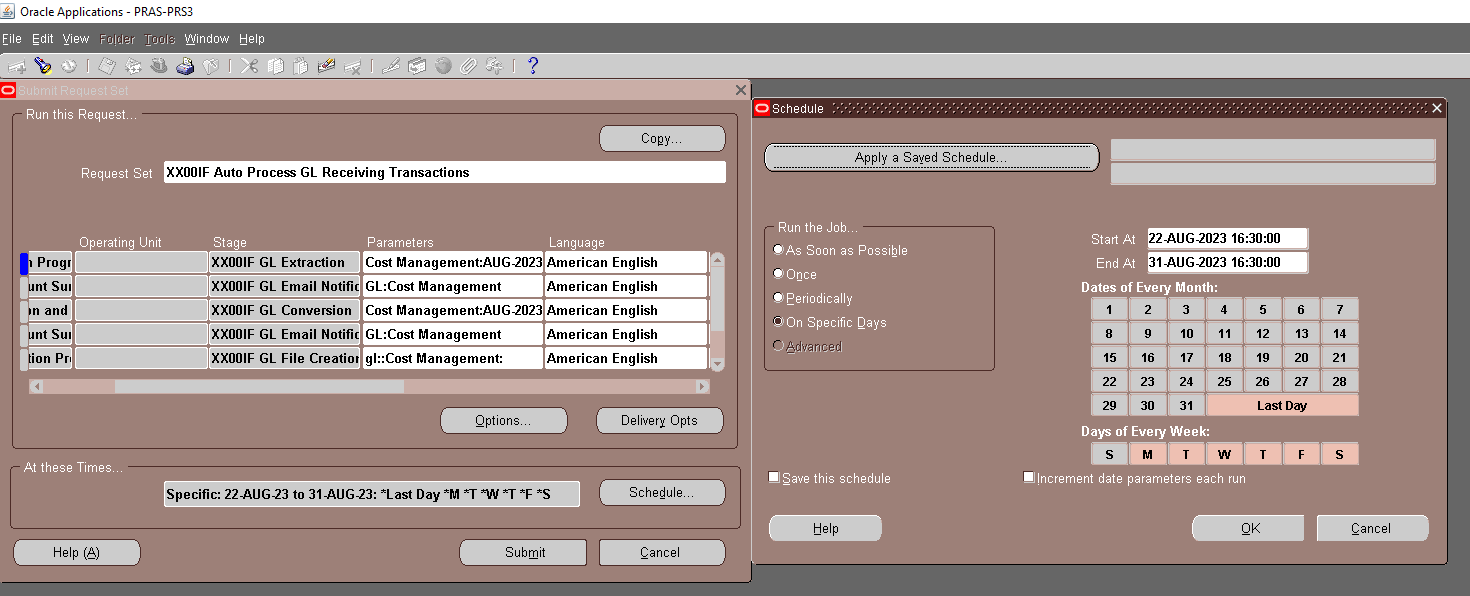 Oracle Applications - PRAS-PRS3
File Edit View Folder Tools Window Help
Submit Request Set
Run this Request...
Copy...
Request Set XX00IF Auto Process GL Receiving Transactions
Operating Unit Stage Parameters Language
n Progr XX00IF GL Extraction Cost Management:AUG-2023 American English
unt Sur XX00IF GL Email Notific GL:Cost Management American English
on and XX00IF GL Conversion Cost Management:AUG-2023 American English
unt Sur XX00IF GL Email Notific GL:Cost Management American English
tion Pr XX00IF GL File Creation gl::Cost Management: American English
Options... Delivery Opts
At these Times...
Specific: 22-AUG-23 to 31-AUG-23: *Last Day *M *T *W *T *F *S Schedule...
Help (A) Submit Cancel
Schedule
Apply a Saved Schedule...
Run the Job...
As Soon as Possible
Once
Periodically
On Specific Days
Advanced
Start At 22-AUG-2023 16:30:00
End At 31-AUG-2023 16:30:00
Dates of Every Month:
1 2 3 4 5 6 7
8 9 10 11 12 13 14
15 16 17 18 19 20 21
22 23 24 25 26 27 28
29 30 31 Last Day
Days of Every Week:
S M T W T F S
Save this schedule Increment date parameters each run
Help OK Cancel